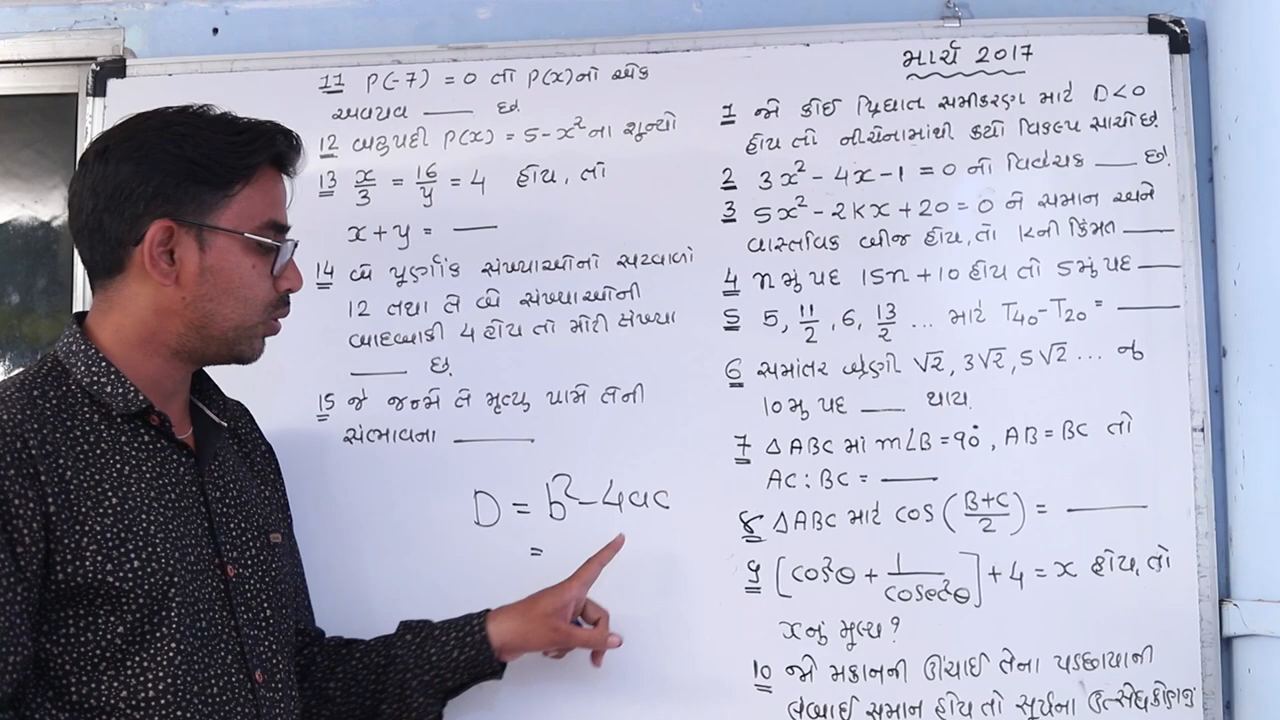 11 P(-7) = 0 તો P(x)નો એક
અવયવ ____ છે.
12 બહુપદી P(x) = 5-x²ના શૂન્યો
13 x/3 = 16/y = 4 હોય, તો
x+y = ____
14 બે પૂર્ણાંક સંખ્યાઓનો સરવાળો
12 તથા તે બે સંખ્યાઓની
બાદબાકી 4 હોય તો મોટી સંખ્યા
____ છે.
15 જે જન્મે તે મૃત્યુ પામે તેની
સંભાવના ____
D = b²-4ac
=
માર્ચ 2017
1 જો કોઈ દ્વિઘાત સમીકરણ માટે D<0
હોય તો નીચેનામાંથી કયો વિકલ્પ સાચો છે.
2 3x²-4x-1=0 નો વિવેચક ____ છે.
3 5x²-2kx+20=0 ને સમાન અને
વાસ્તવિક બીજ હોય, તો kની કિંમત ____
4 n મું પદ 15n+10 હોય તો 5મું પદ ____
5 5, 11/2, 6, 13/2 ... માટે T₄₀-T₂₀ = ____
6 સમાંતર શ્રેણી √2, 3√2, 5√2 ... નું
10મુ પદ ____ થાય.
7 △ABC માં m∠B=90°, AB=BC તો
AC:BC = ____
8 △ABC માટે cos(B+C/2) = ____
9 [cos²θ + 1/cosec²θ] + 4 = x હોય, તો
xનું મૂલ્ય?
10 જો મકાનની ઊંચાઈ તેના પડછાયાની
લંબાઈ સમાન હોય તો સૂર્યના ઉત્સેધકોણનું